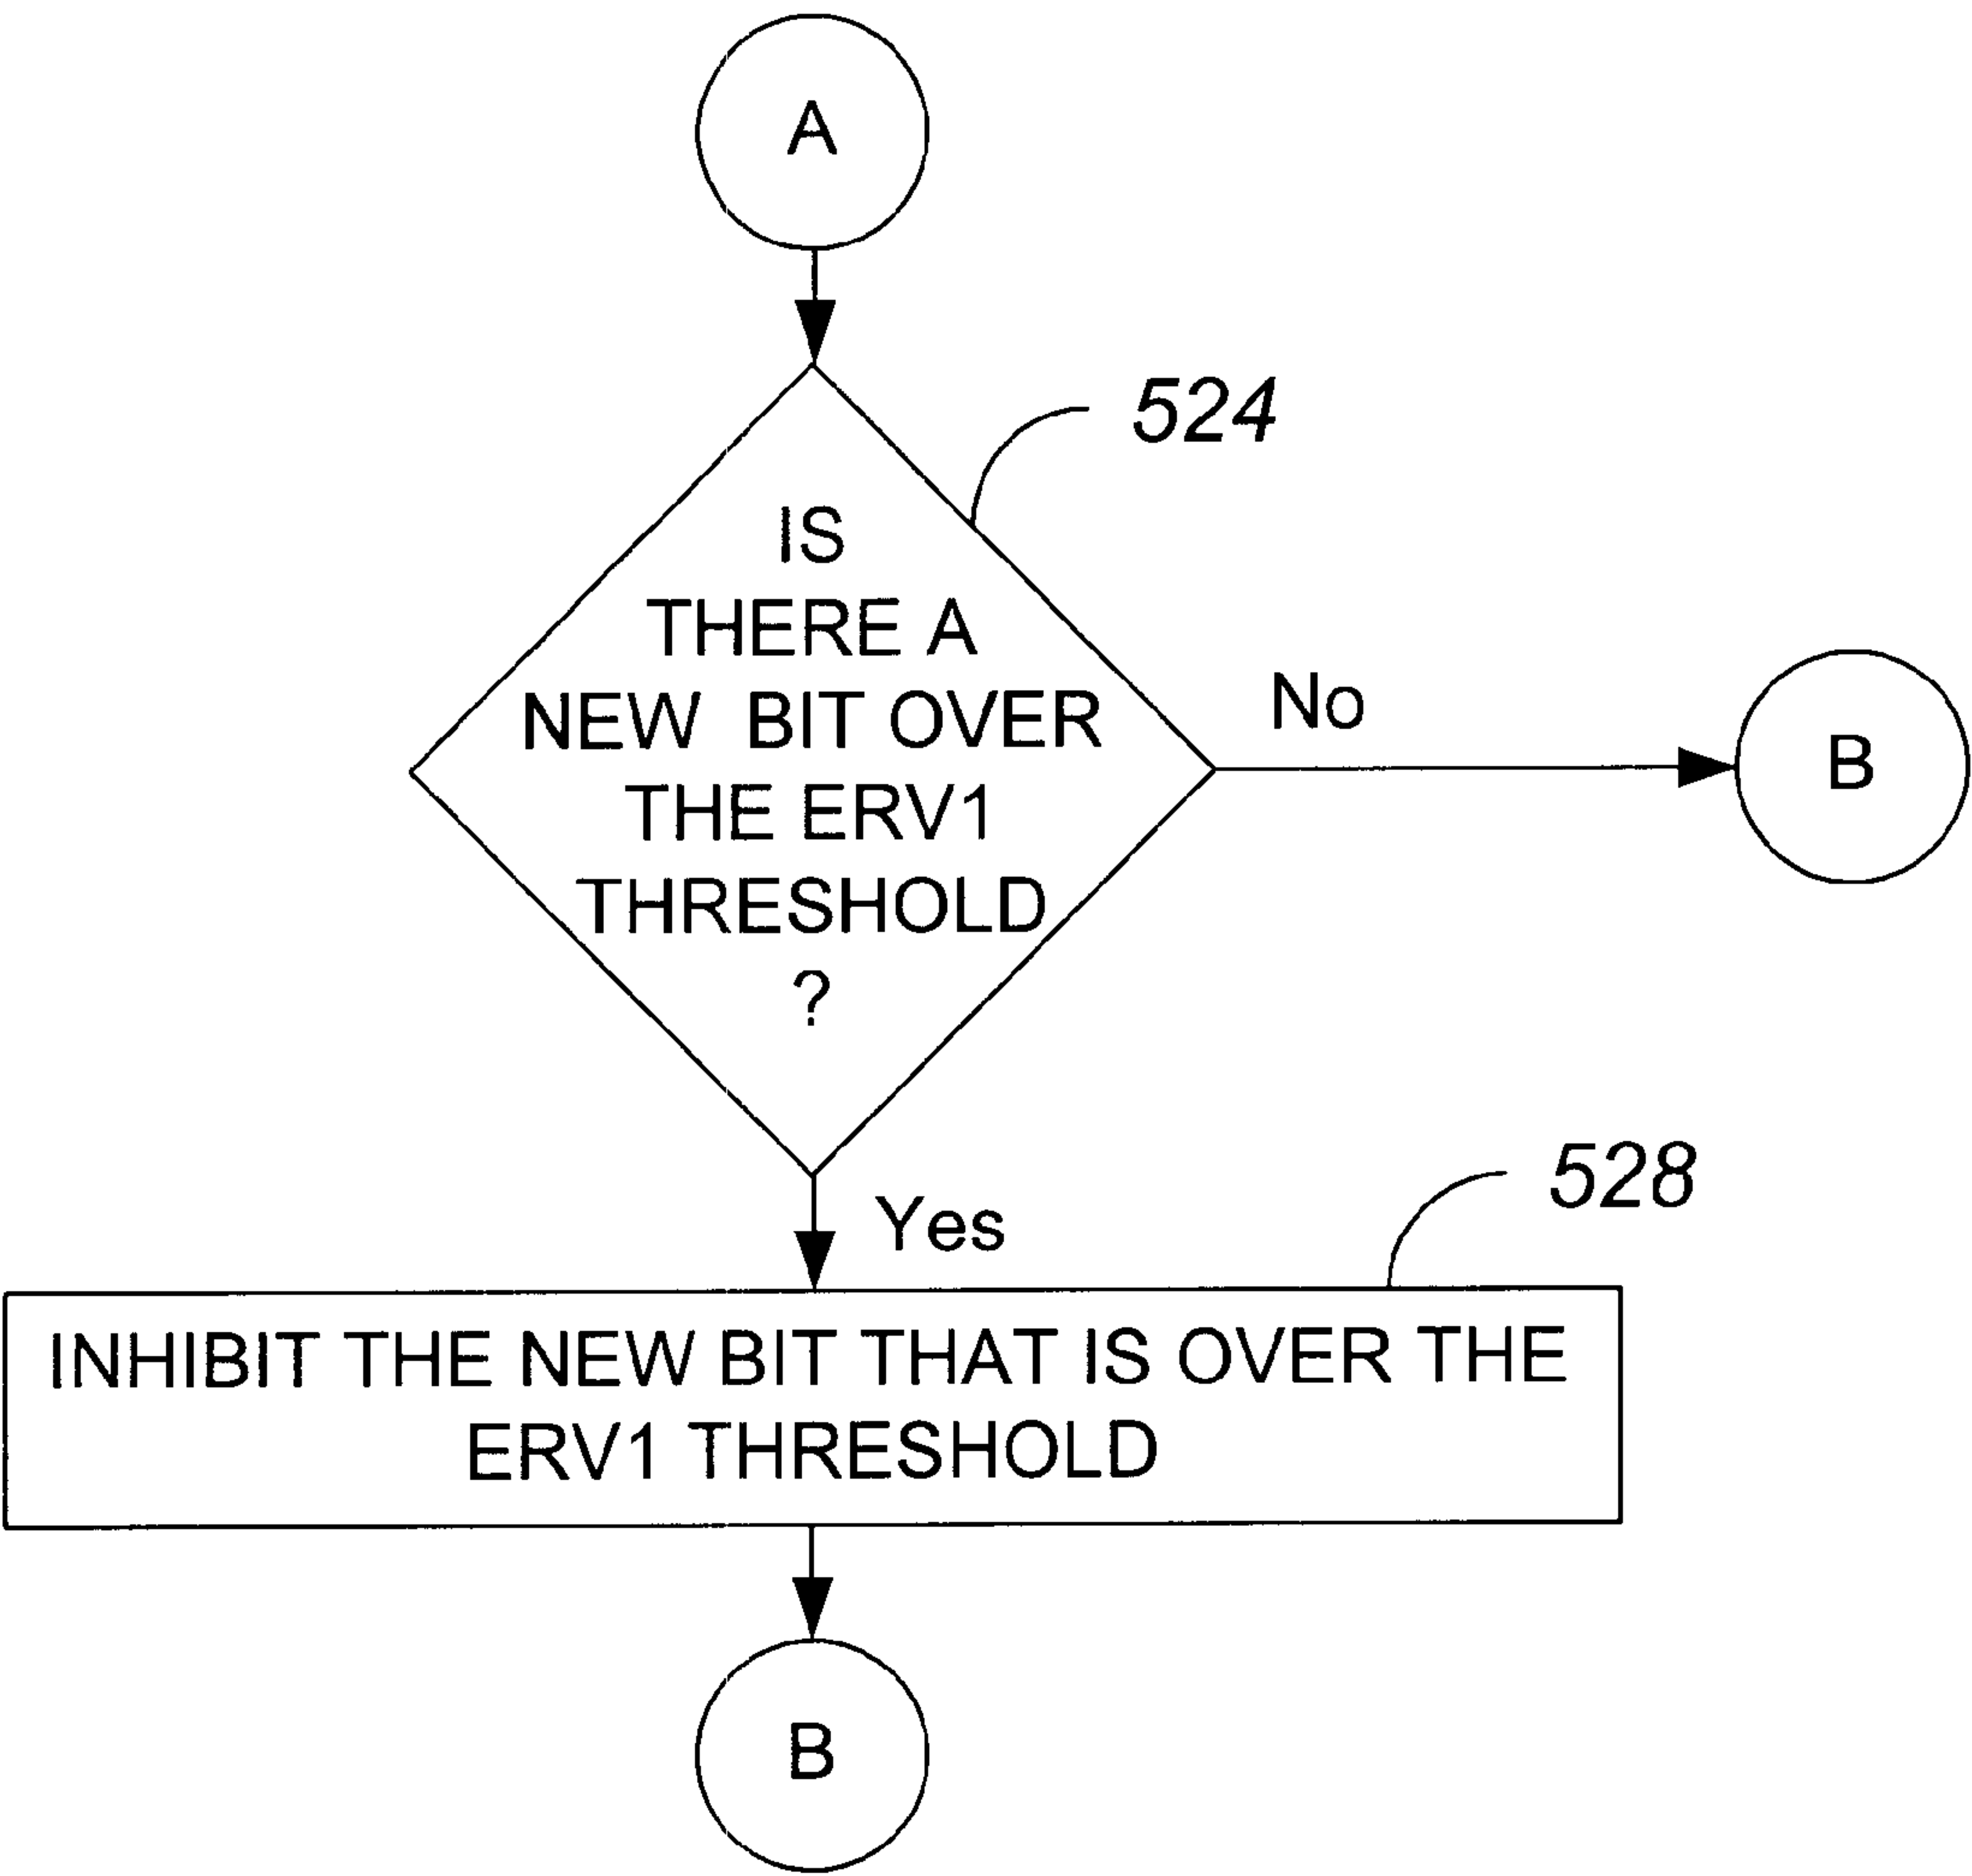 A
524
IS
THERE A
NEW BIT OVER
THE ERV1
THRESHOLD
?
No
B
Yes
528
INHIBIT THE NEW BIT THAT IS OVER THE
ERV1 THRESHOLD
B